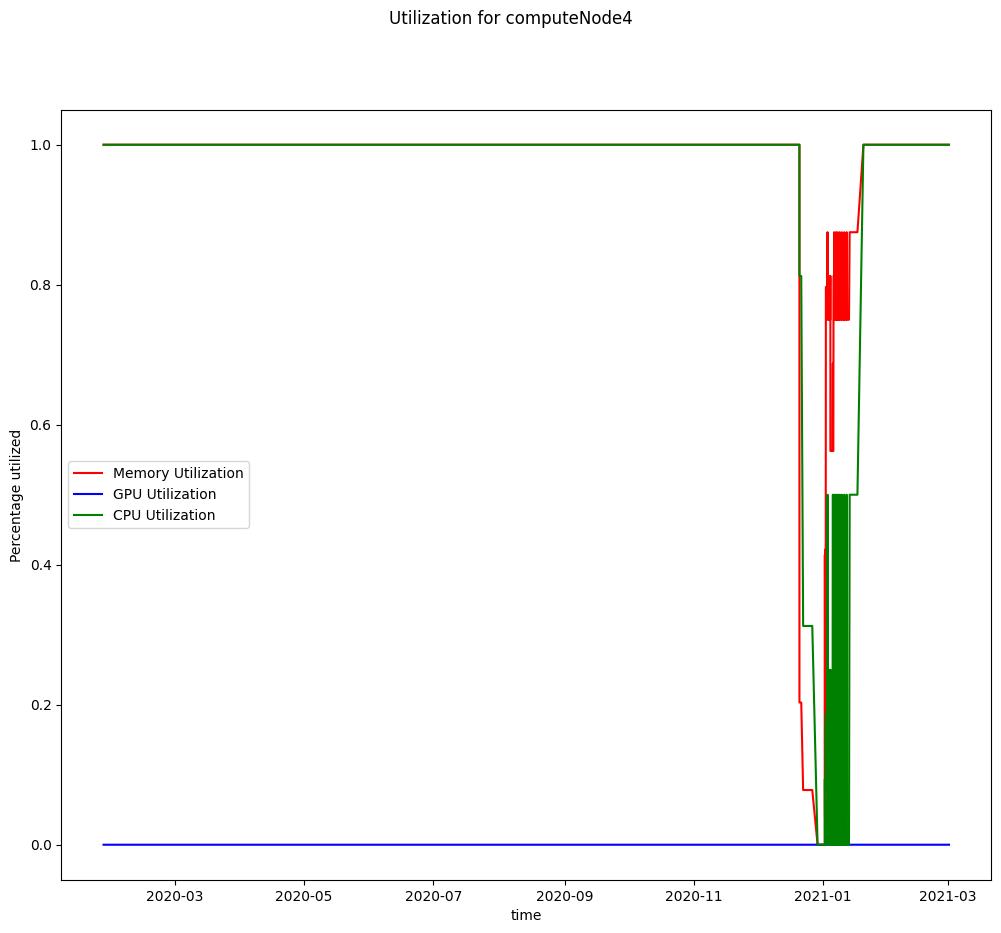 Utilization for computeNode4
1.0
0.8
0.6
0.4
0.2
0.0
Percentage utilized
Memory Utilization
GPU Utilization
CPU Utilization
2020-03 2020-05 2020-07 2020-09 2020-11 2021-01 2021-03
time